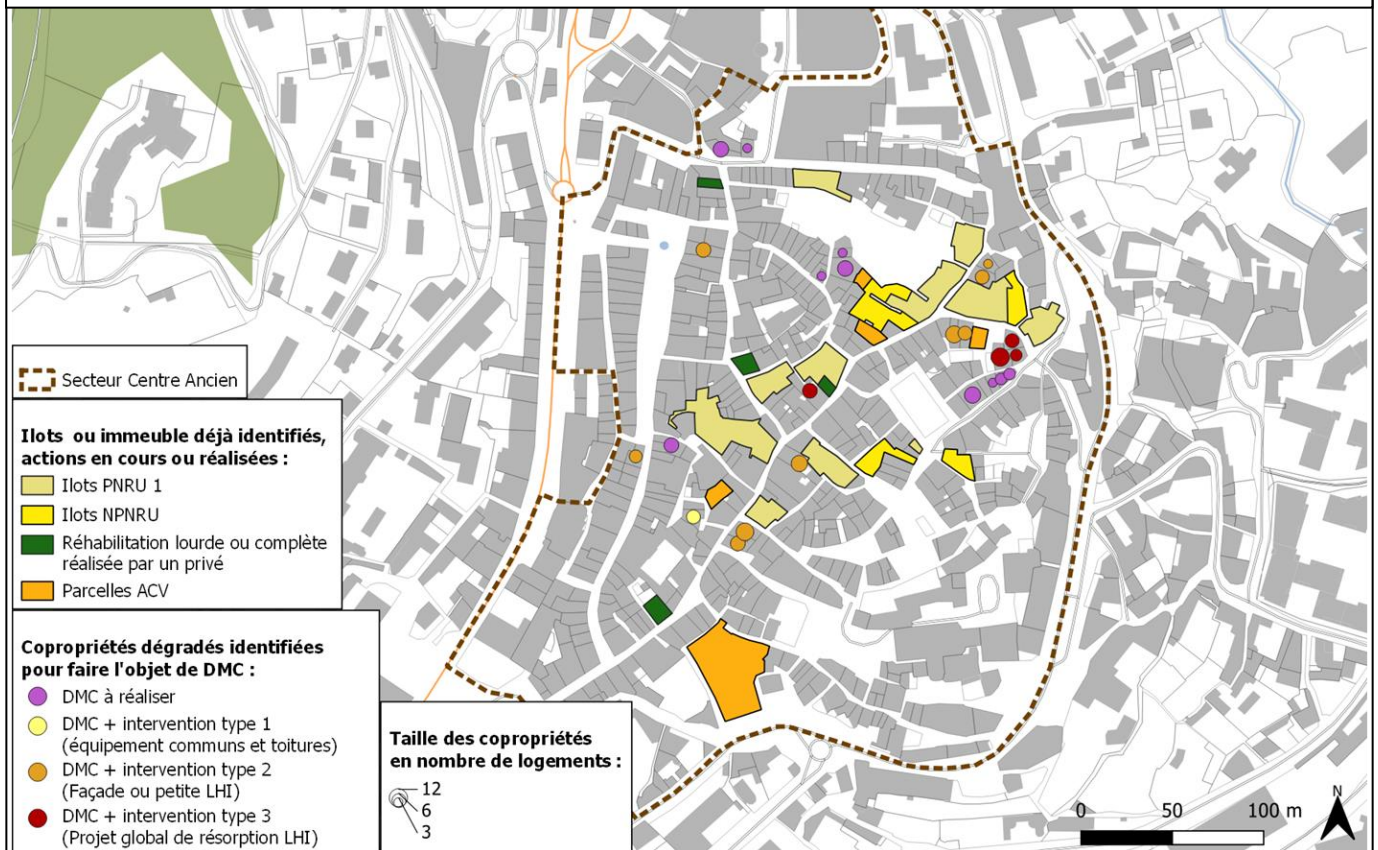 Secteur Centre Ancien
Ilots ou immeuble déjà identifiés,
actions en cours ou réalisées :
Ilots PNRU 1
Ilots NPNRU
Réhabilitation lourde ou complète
réalisée par un privé
Parcelles ACV
Copropriétés dégradés identifiées
pour faire l'objet de DMC :
DMC à réaliser
DMC + intervention type 1
(équipement communs et toitures)
DMC + intervention type 2
(Façade ou petite LHI)
DMC + intervention type 3
(Projet global de résorption LHI)
Taille des copropriétés
en nombre de logements :
12
6
3
0 50 100 m
N